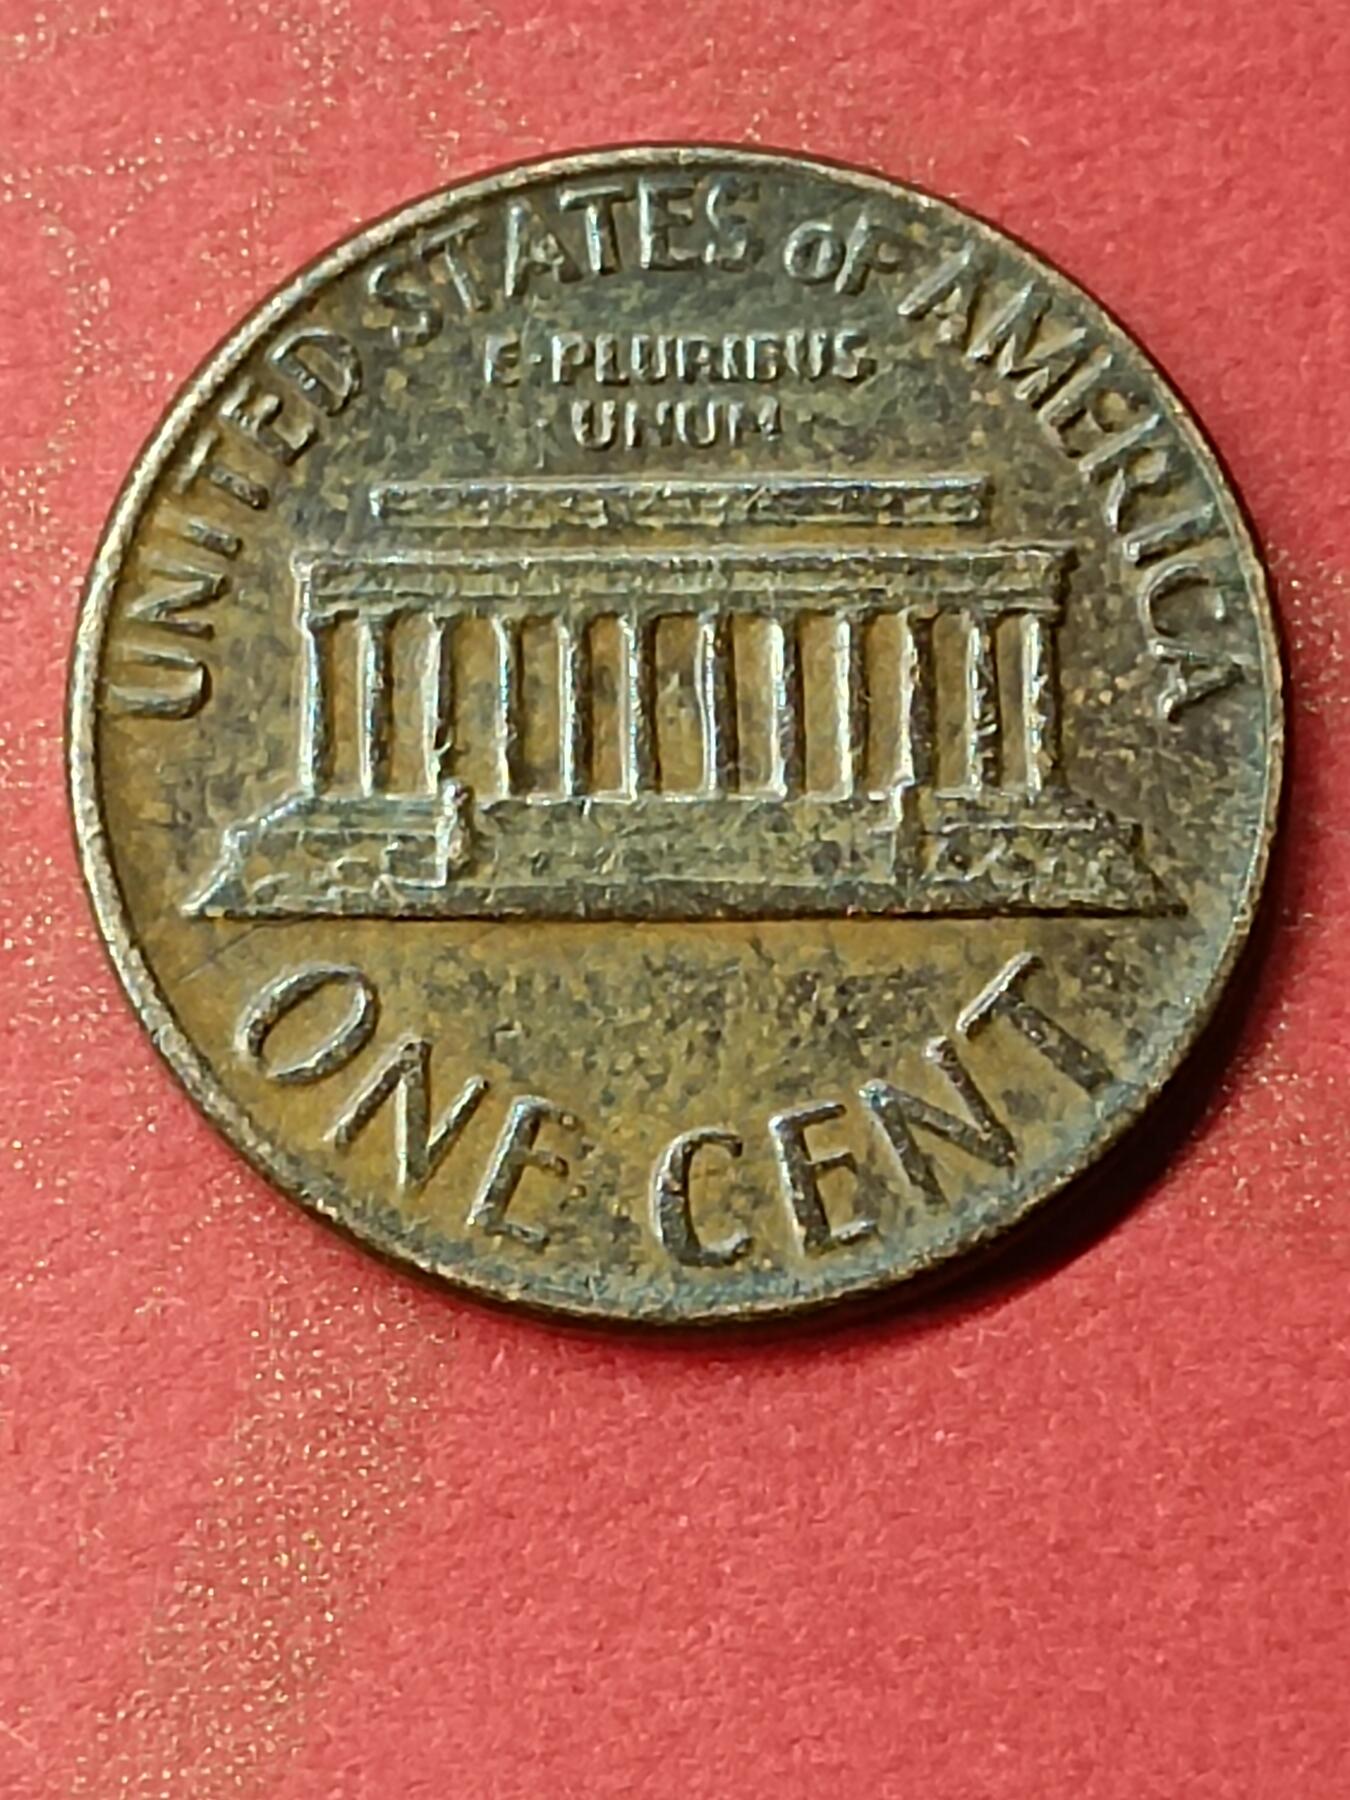 UNITED STATES oF AMERICA
E·PLURIBUS
UNUM
ONE CENT